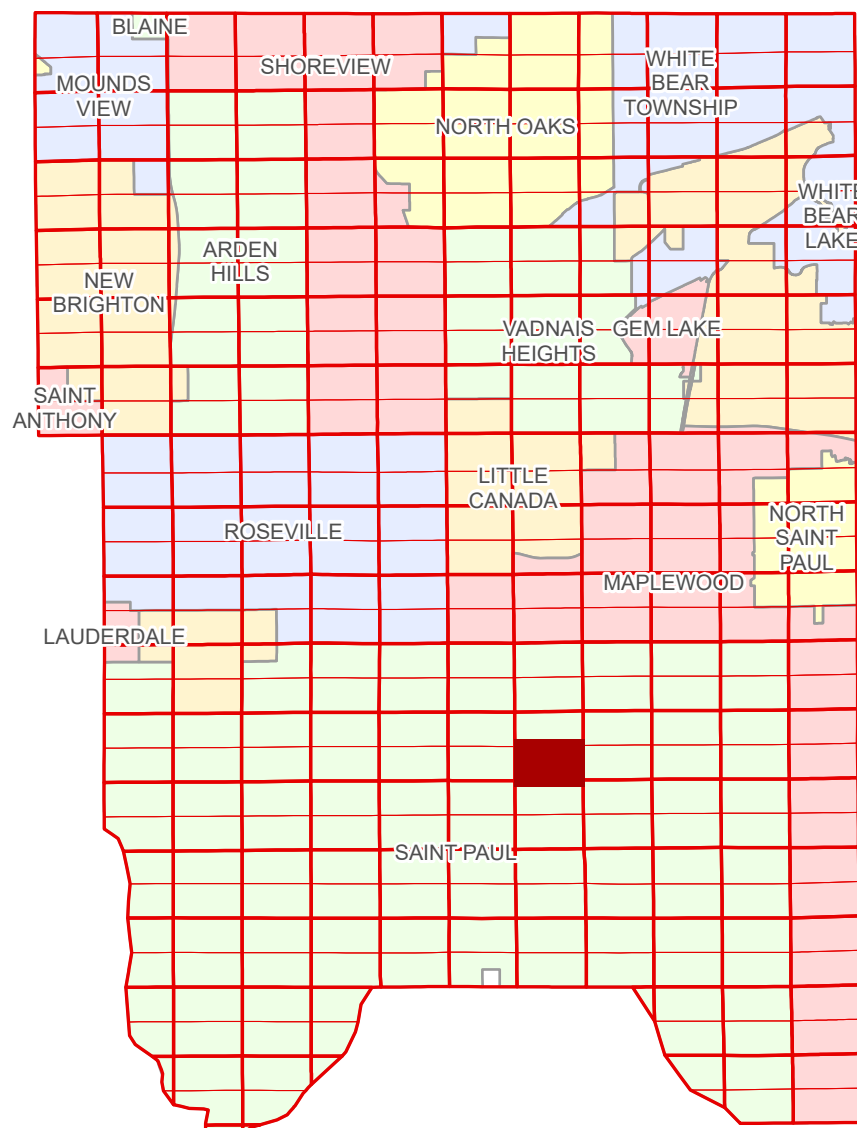 BLAINE
SHOREVIEW
WHITE
BEAR
TOWNSHIP
MOUNDS
VIEW
NORTH OAKS
WHITE
BEAR
LAKE
ARDEN
HILLS
NEW
BRIGHTON
VADNAIS
HEIGHTS
GEM LAKE
SAINT
ANTHONY
LITTLE
CANADA
NORTH
SAINT
PAUL
ROSEVILLE
MAPLEWOOD
LAUDERDALE
SAINT PAUL